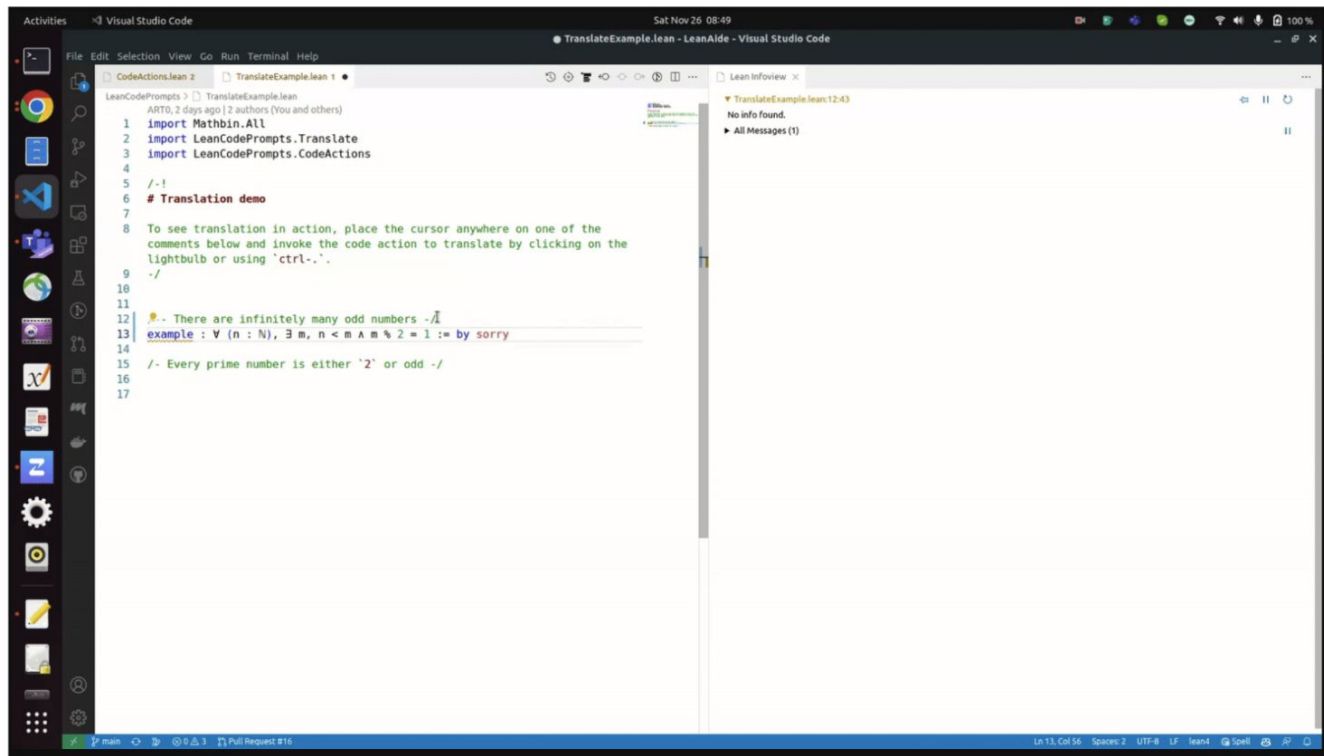 Activities Visual Studio Code Sat Nov 26 08:49 100 %
● TranslateExample.lean - LeanAide - Visual Studio Code
File Edit Selection View Go Run Terminal Help
CodeActions.lean 2 TranslateExample.lean 1 ● Lean Infoview
LeanCodePrompts > TranslateExample.lean
ART0, 2 days ago | 2 authors (You and others)
1 import Mathbin.All
2 import LeanCodePrompts.Translate
3 import LeanCodePrompts.CodeActions
4
5 /-!
6 # Translation demo
7
8 To see translation in action, place the cursor anywhere on one of the
comments below and invoke the code action to translate by clicking on the
lightbulb or using `ctrl-.`.
9 -/
10
11
12 - There are infinitely many odd numbers -/
13 example : ∀ (n : ℕ), ∃ m, n < m ∧ m % 2 = 1 := by sorry
14
15 /- Every prime number is either `2` or odd -/
16
17
▼ TranslateExample.lean:12:43
No info found.
▶ All Messages (1)
main 0 3 Pull Request #16 Ln 13, Col 56 Spaces: 2 UTF-8 LF lean4 Spell